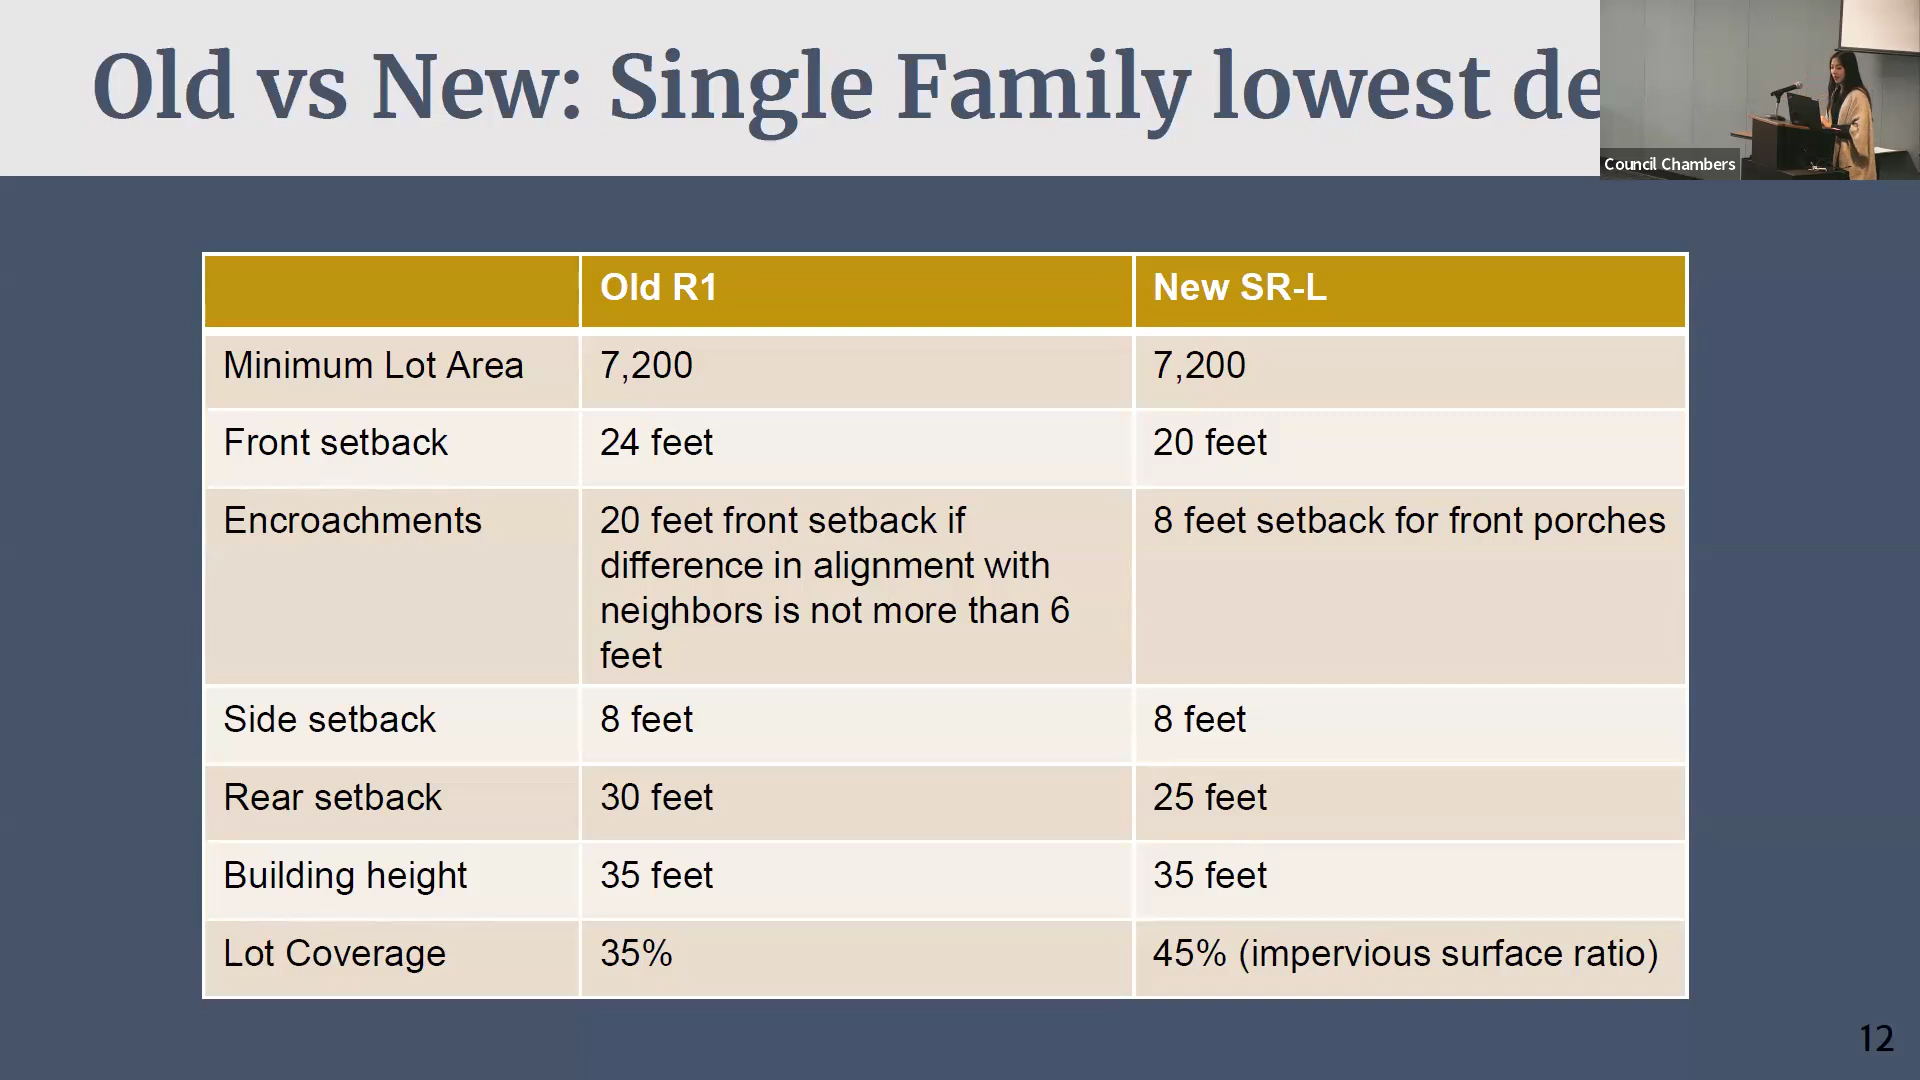 Old vs New: Single Family lowest de
Council Chambers
Old R1
New SR-L
Minimum Lot Area
7,200
7,200
Front setback
24 feet
20 feet
Encroachments
20 feet front setback if
difference in alignment with
neighbors is not more than 6
feet
8 feet setback for front porches
Side setback
8 feet
8 feet
Rear setback
30 feet
25 feet
Building height
35 feet
35 feet
Lot Coverage
35%
45% (impervious surface ratio)
12